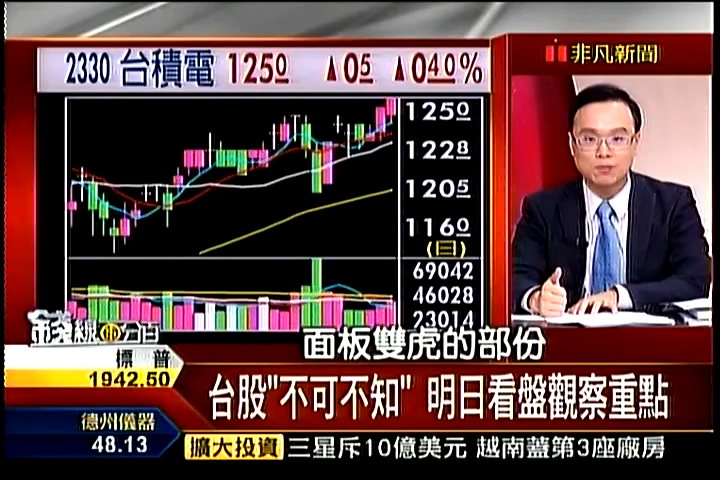 2330 台積電 125.0 ▲0.5 ▲0.40%
非凡新聞
125.0
122.8
120.5
116.0
(日)
69042
46028
23014
面板雙虎的部份
標普
1942.50
台股"不可不知" 明日看盤觀察重點
德州儀器
48.13
擴大投資 三星斥10億美元 越南蓋第3座廠房